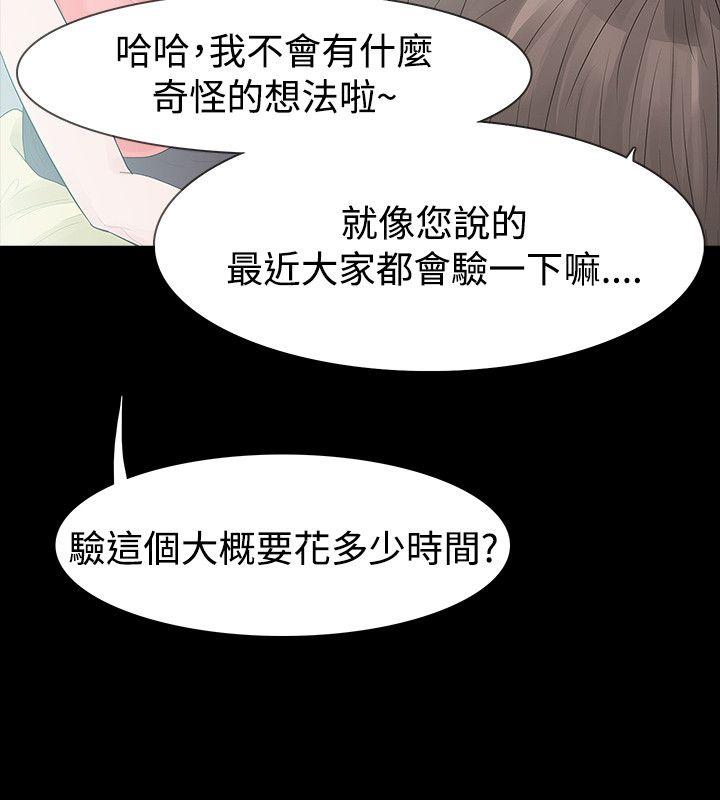 哈哈,我不會有什麼
奇怪的想法啦~
就像您說的
最近大家都會驗一下嘛....
驗這個大概要花多少時間?